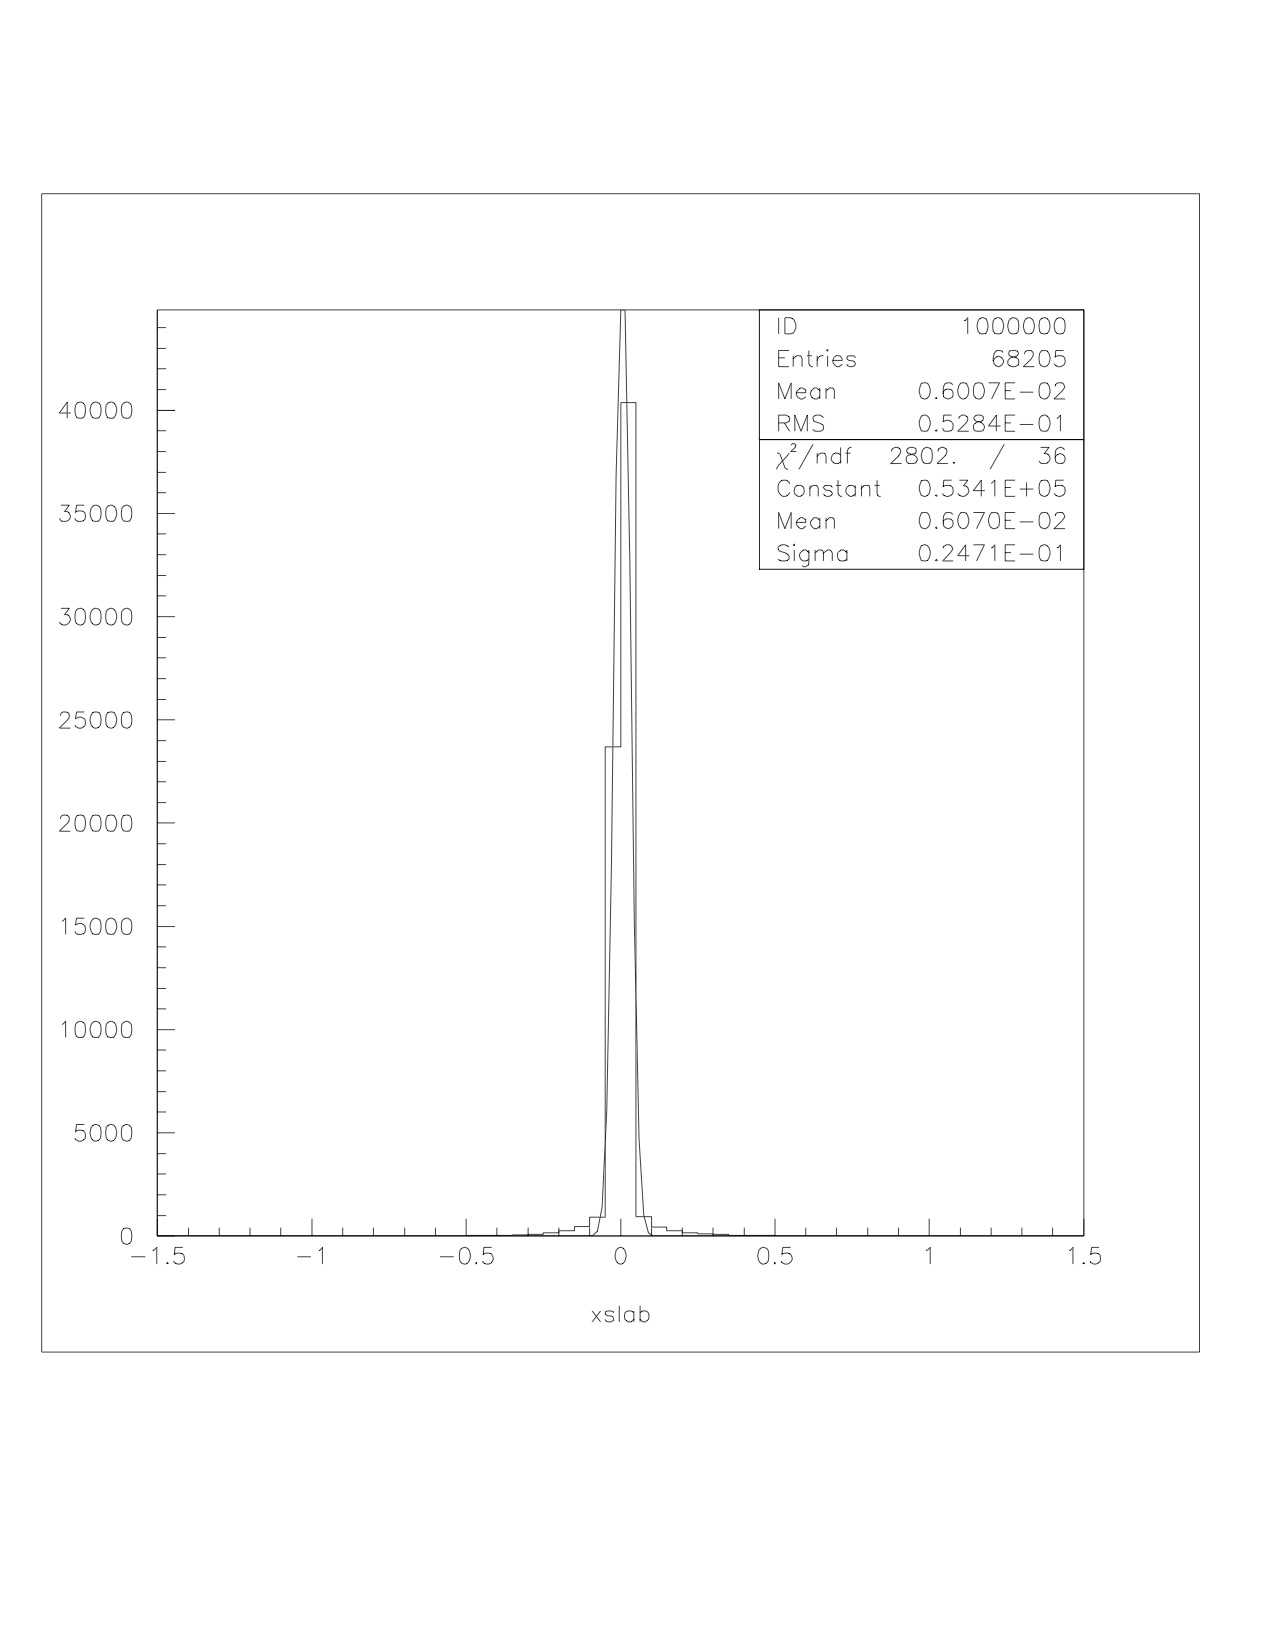 ID 1000000
Entries 68205
Mean 0.6007E−02
RMS 0.5284E−01
χ²/ndf 2802. / 36
Constant 0.5341E+05
Mean 0.6070E−02
Sigma 0.2471E−01
40000
35000
30000
25000
20000
15000
10000
5000
0
−1.5 −1 −0.5 0 0.5 1 1.5
xslab